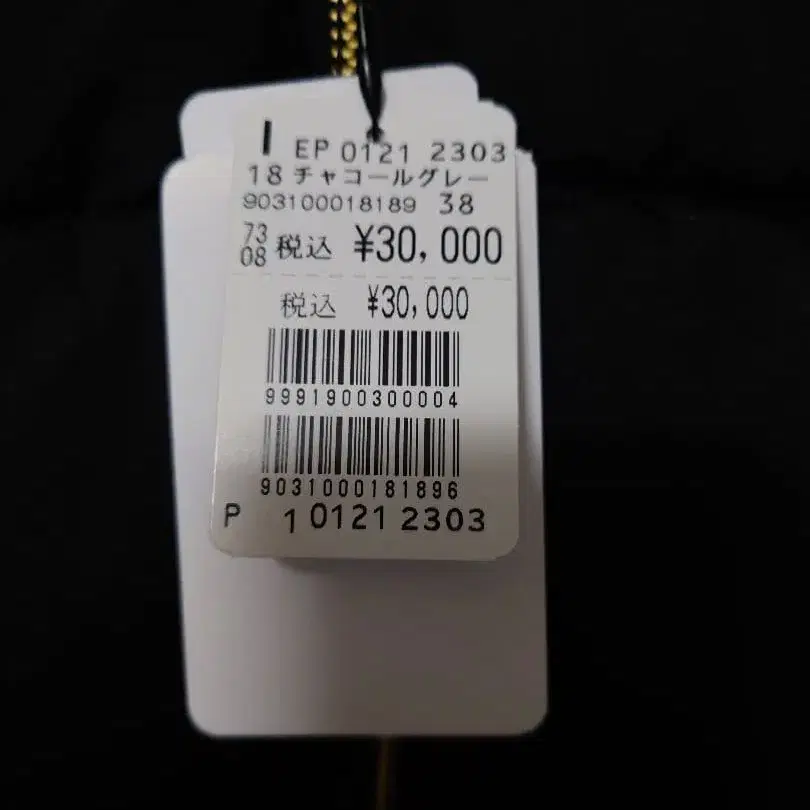 I EP 0121 2303
18 チャコールグレー
903100018189 38
73
08 税込 ¥30,000
税込 ¥30,000
9991900300004
9031000181896
P 1 0121 2303